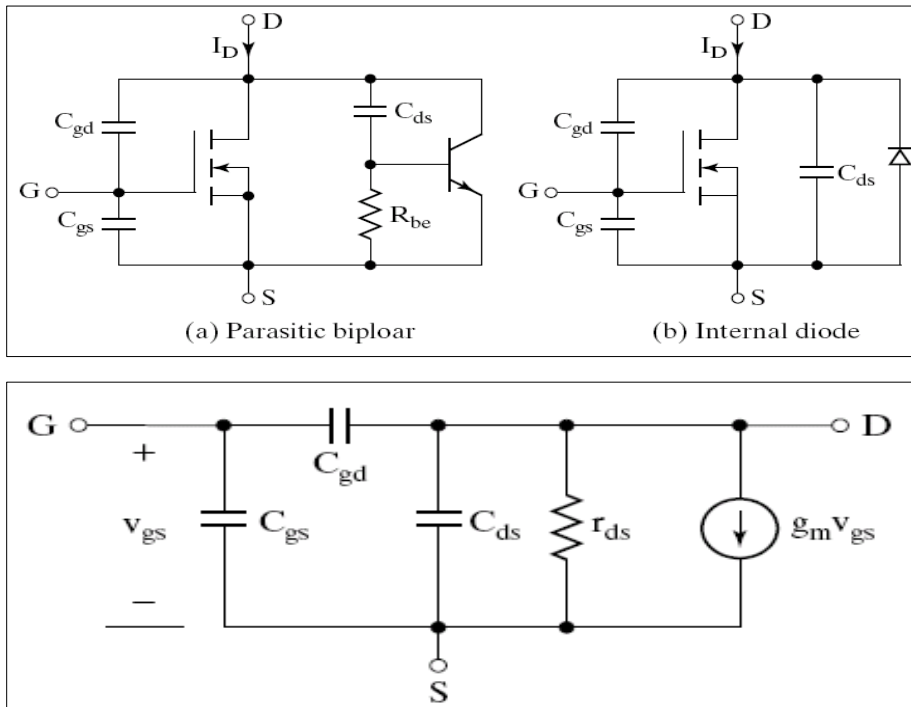 D
D
I_D
I_D
C_gd
C_ds
C_gd
C_ds
G
G
C_gs
R_be
C_gs
S
S
(a) Parasitic biploar
(b) Internal diode
G
D
+
C_gd
v_gs
C_gs
C_ds
r_ds
g_m v_gs
−
S